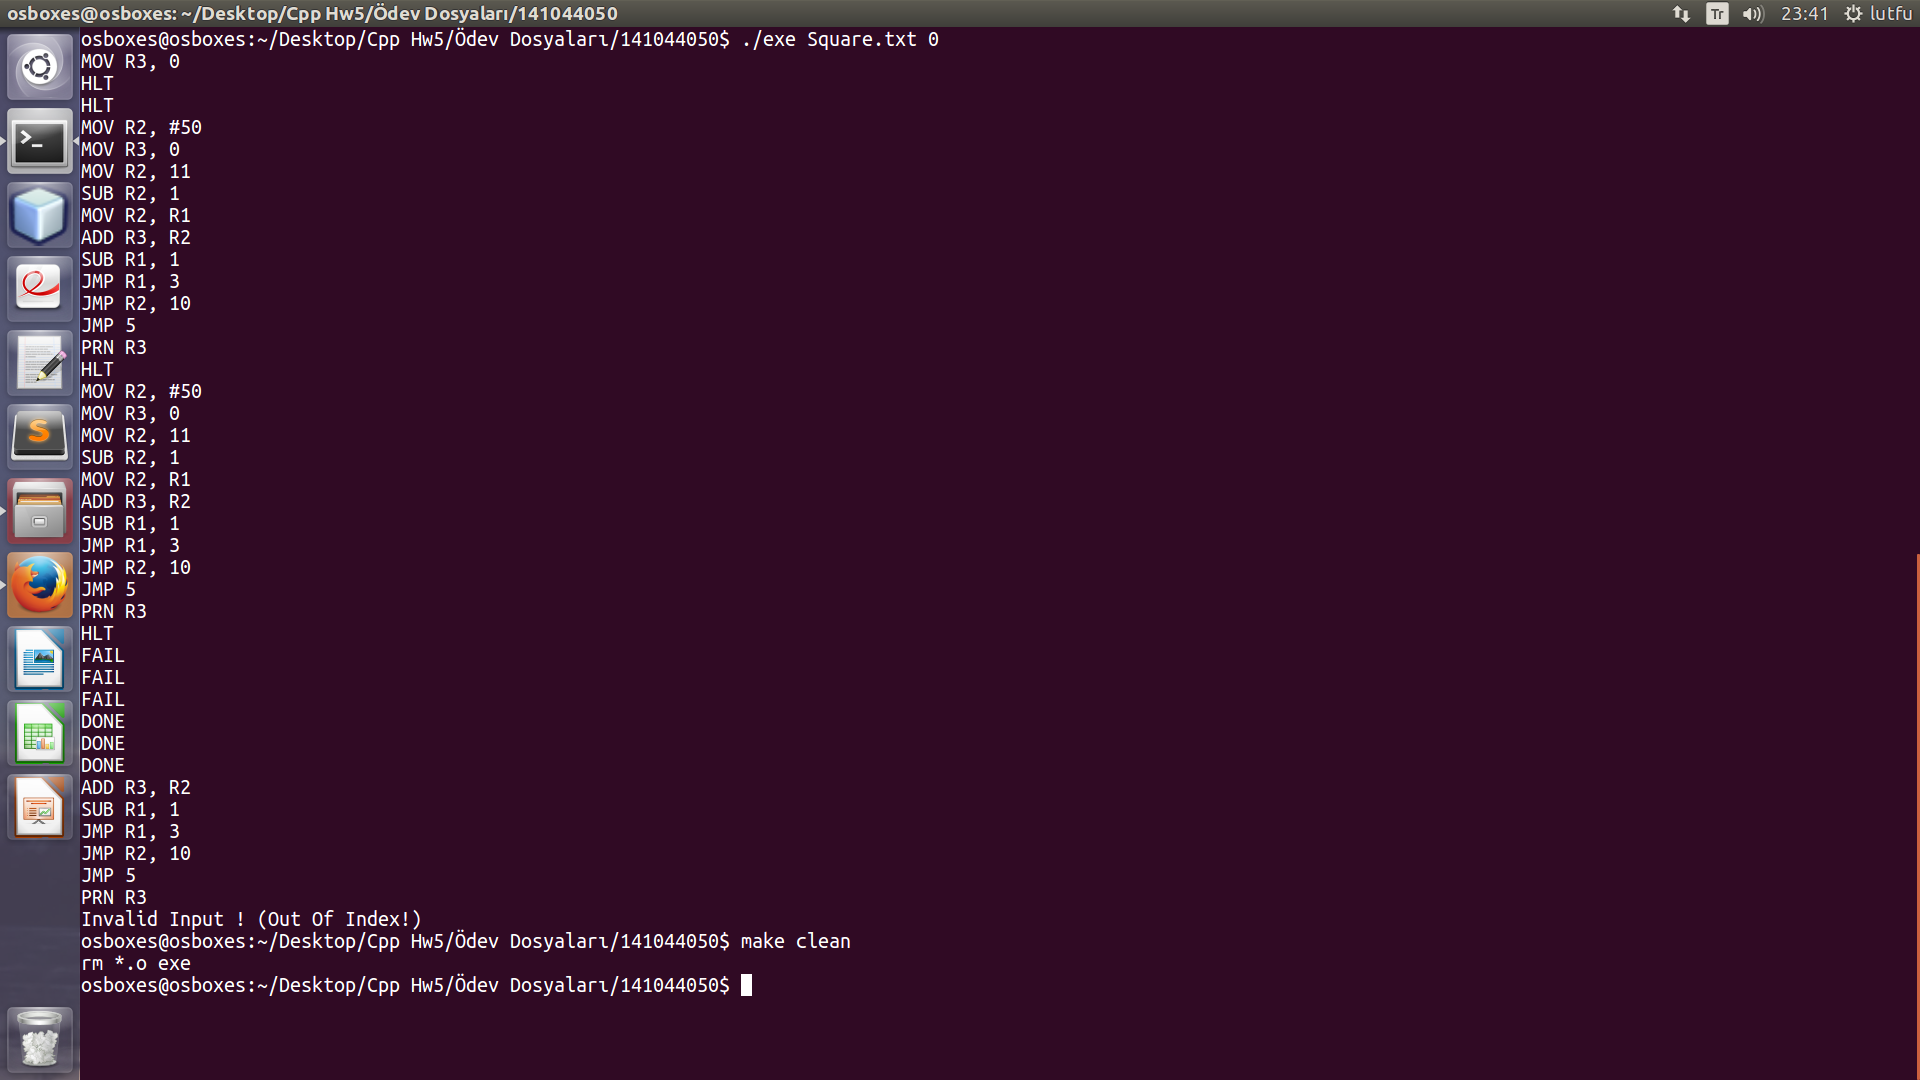 osboxes@osboxes: ~/Desktop/Cpp Hw5/Ödev Dosyaları/141044050
Tr
23:41
lutfu
osboxes@osboxes:~/Desktop/Cpp Hw5/Ödev Dosyaları/141044050$ ./exe Square.txt 0
MOV R3, 0
HLT
HLT
MOV R2, #50
MOV R3, 0
MOV R2, 11
SUB R2, 1
MOV R2, R1
ADD R3, R2
SUB R1, 1
JMP R1, 3
JMP R2, 10
JMP 5
PRN R3
HLT
MOV R2, #50
MOV R3, 0
MOV R2, 11
SUB R2, 1
MOV R2, R1
ADD R3, R2
SUB R1, 1
JMP R1, 3
JMP R2, 10
JMP 5
PRN R3
HLT
FAIL
FAIL
FAIL
DONE
DONE
DONE
ADD R3, R2
SUB R1, 1
JMP R1, 3
JMP R2, 10
JMP 5
PRN R3
Invalid Input ! (Out Of Index!)
osboxes@osboxes:~/Desktop/Cpp Hw5/Ödev Dosyaları/141044050$ make clean
rm *.o exe
osboxes@osboxes:~/Desktop/Cpp Hw5/Ödev Dosyaları/141044050$